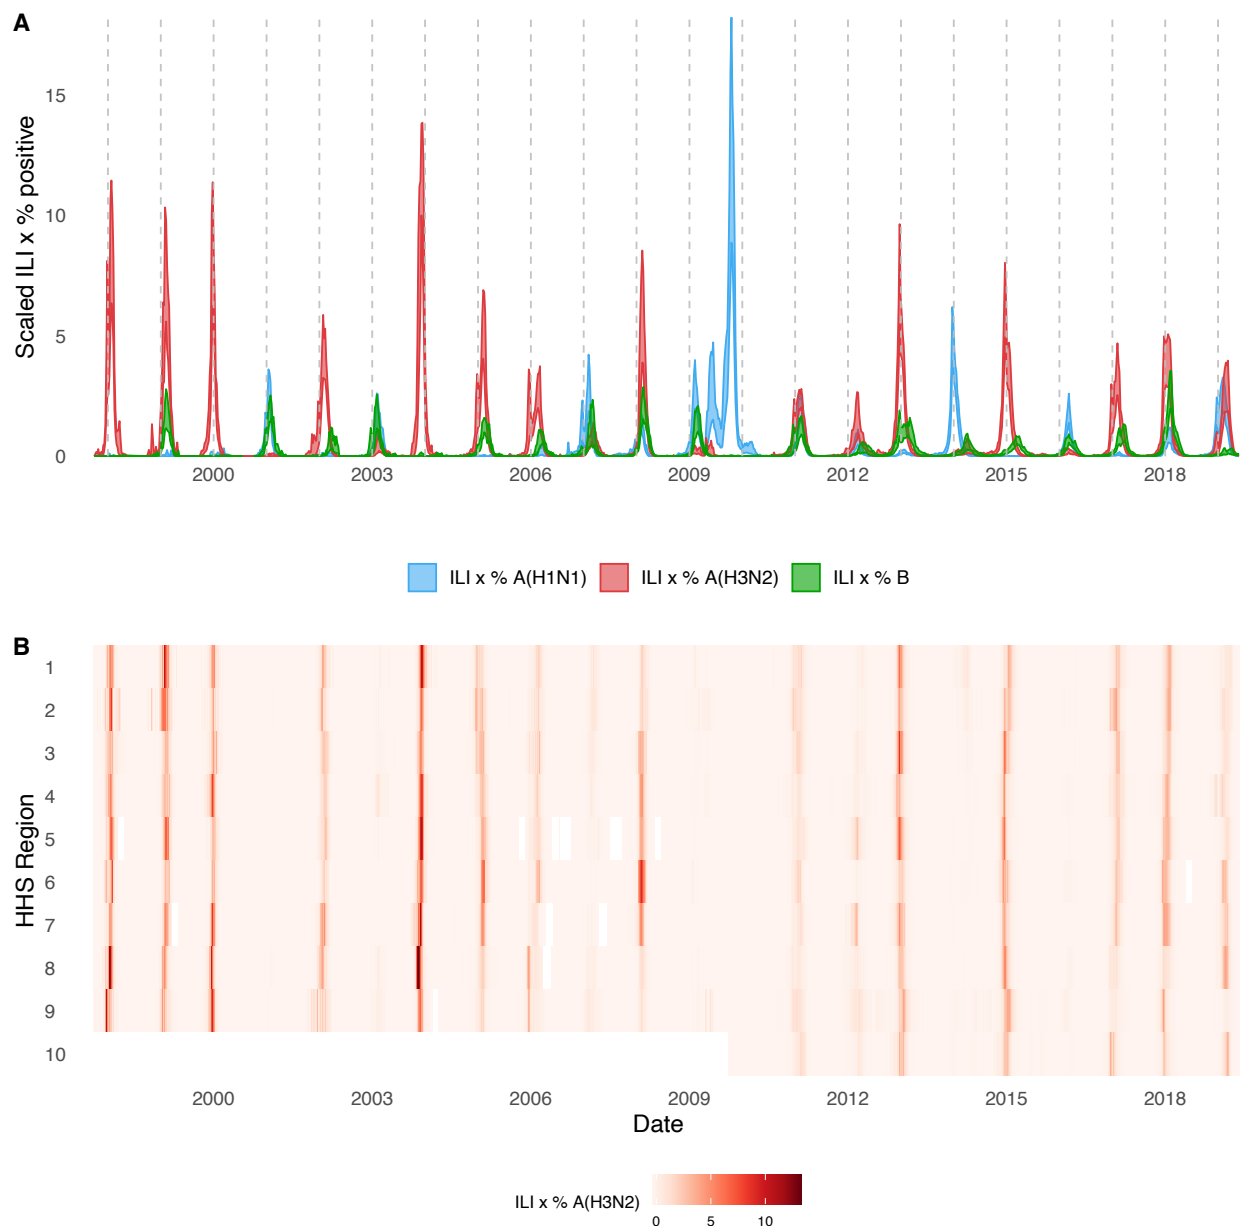 A
Scaled ILI x % positive
15
10
5
0
2000 2003 2006 2009 2012 2015 2018
ILI x % A(H1N1) ILI x % A(H3N2) ILI x % B
B
HHS Region
1
2
3
4
5
6
7
8
9
10
2000 2003 2006 2009 2012 2015 2018
Date
ILI x % A(H3N2)
0 5 10